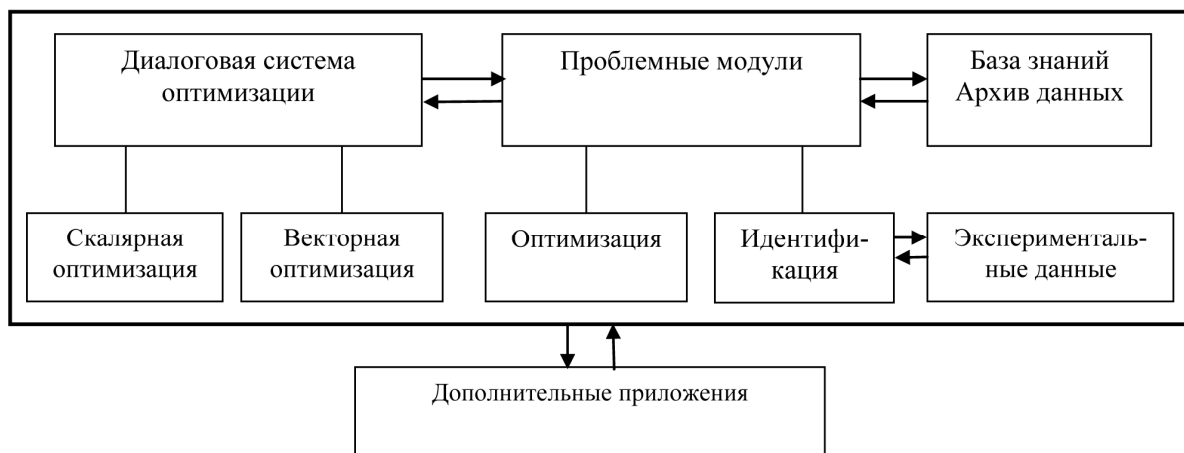 Диалоговая система
оптимизации
Проблемные модули
База знаний
Архив данных
Скалярная
оптимизация
Векторная
оптимизация
Оптимизация
Идентифи-
кация
Эксперименталь-
ные данные
Дополнительные приложения